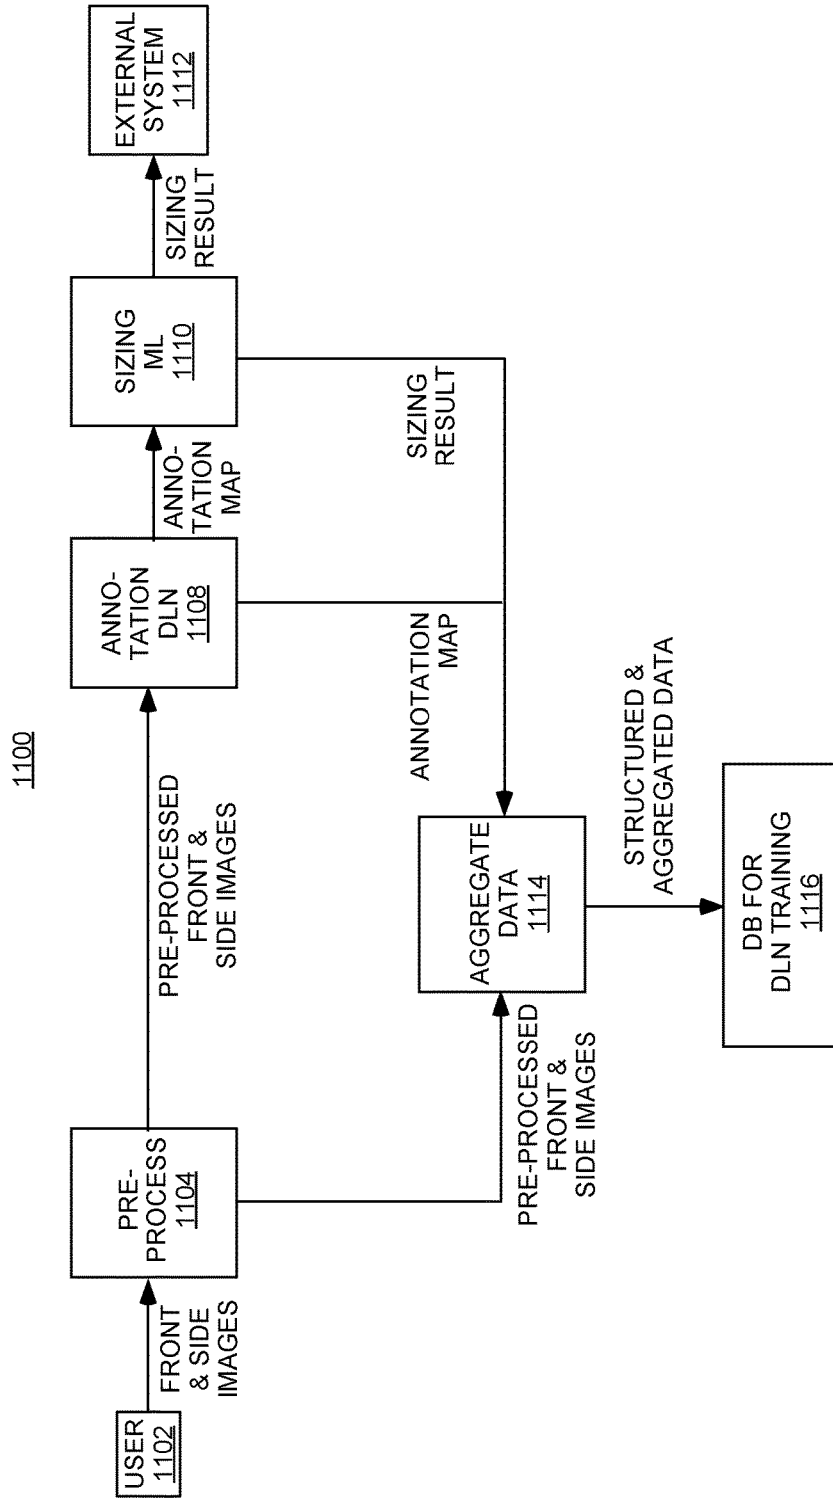 1100
USER
1102
FRONT
& SIDE
IMAGES
PRE-
PROCESS
1104
PRE-PROCESSED
FRONT &
SIDE IMAGES
ANNO-
TATION
DLN
1108
ANNO-
TATION
MAP
SIZING
ML
1110
SIZING
RESULT
EXTERNAL
SYSTEM
1112
PRE-PROCESSED
FRONT &
SIDE IMAGES
AGGREGATE
DATA
1114
ANNOTATION
MAP
SIZING
RESULT
STRUCTURED &
AGGREGATED DATA
DB FOR
DLN TRAINING
1116